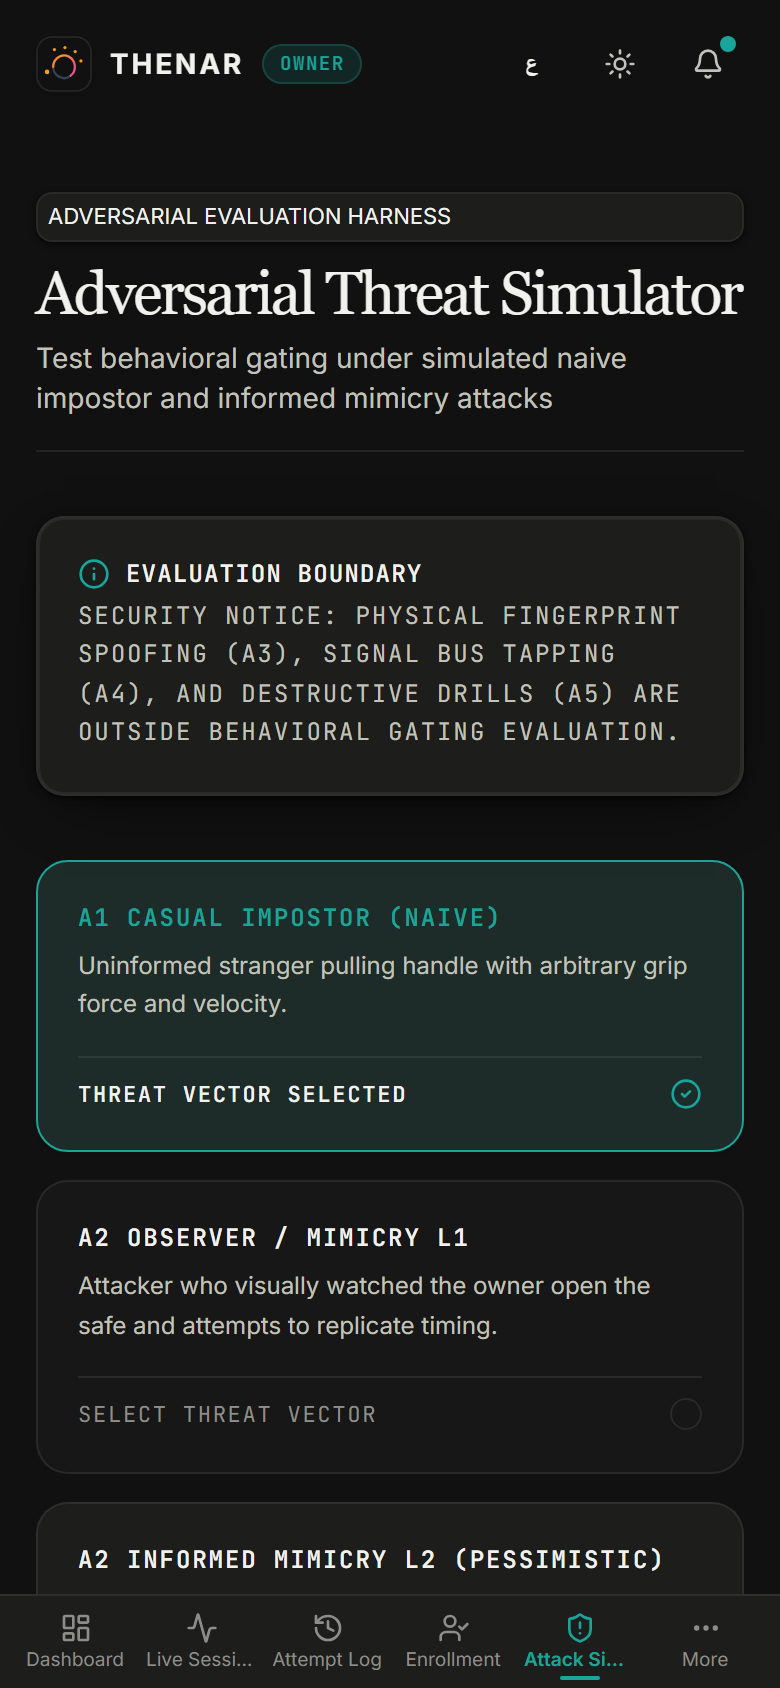 THENAR
OWNER
ع
ADVERSARIAL EVALUATION HARNESS
Adversarial Threat Simulator
Test behavioral gating under simulated naive
impostor and informed mimicry attacks
EVALUATION BOUNDARY
SECURITY NOTICE: PHYSICAL FINGERPRINT
SPOOFING (A3), SIGNAL BUS TAPPING
(A4), AND DESTRUCTIVE DRILLS (A5) ARE
OUTSIDE BEHAVIORAL GATING EVALUATION.
A1 CASUAL IMPOSTOR (NAIVE)
Uninformed stranger pulling handle with arbitrary grip
force and velocity.
THREAT VECTOR SELECTED
A2 OBSERVER / MIMICRY L1
Attacker who visually watched the owner open the
safe and attempts to replicate timing.
SELECT THREAT VECTOR
A2 INFORMED MIMICRY L2 (PESSIMISTIC)
Dashboard
Live Sessi...
Attempt Log
Enrollment
Attack Si...
More